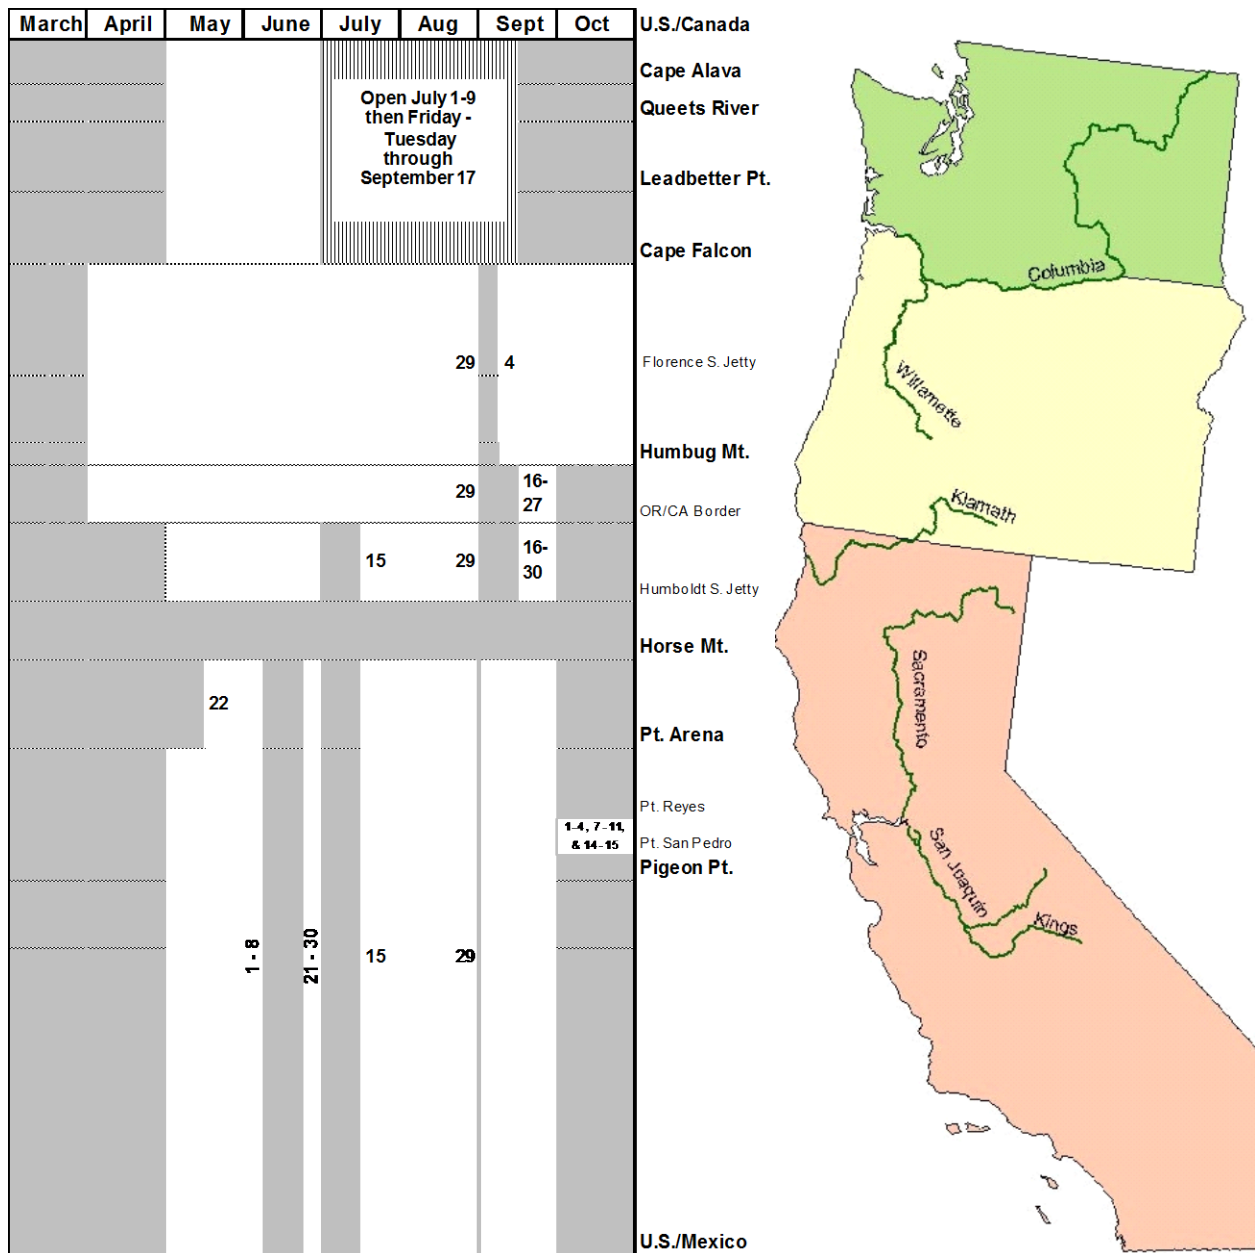 March April May June July Aug Sept Oct
U.S./Canada
Cape Alava
Queets River
Leadbetter Pt.
Cape Falcon
Open July 1-9
then Friday -
Tuesday
through
September 17
29 4
Florence S. Jetty
Humbug Mt.
29
16-
27
OR/CA Border
15 29
16-
30
Humboldt S. Jetty
Horse Mt.
22
Pt. Arena
Pt. Reyes
1-4, 7-11,
& 14-15
Pt. San Pedro
Pigeon Pt.
1 - 8
21 - 30
15
29
U.S./Mexico
Columbia
Willamette
Klamath
Sacramento
San Joaquin
Kings